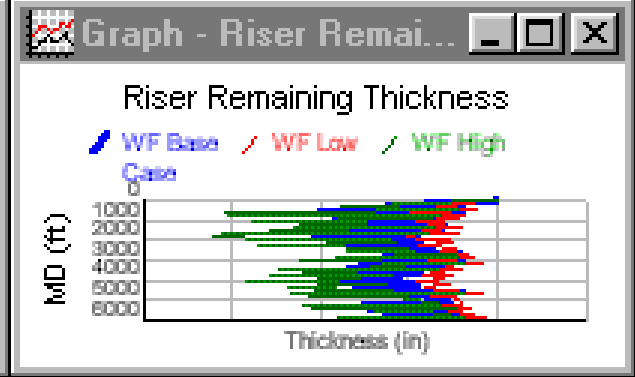 Graph - Riser Remai...
Riser Remaining Thickness
WF Base Case
WF Low
WF High
0
1000
2000
3000
4000
5000
6000
MD (ft)
Thickness (in)